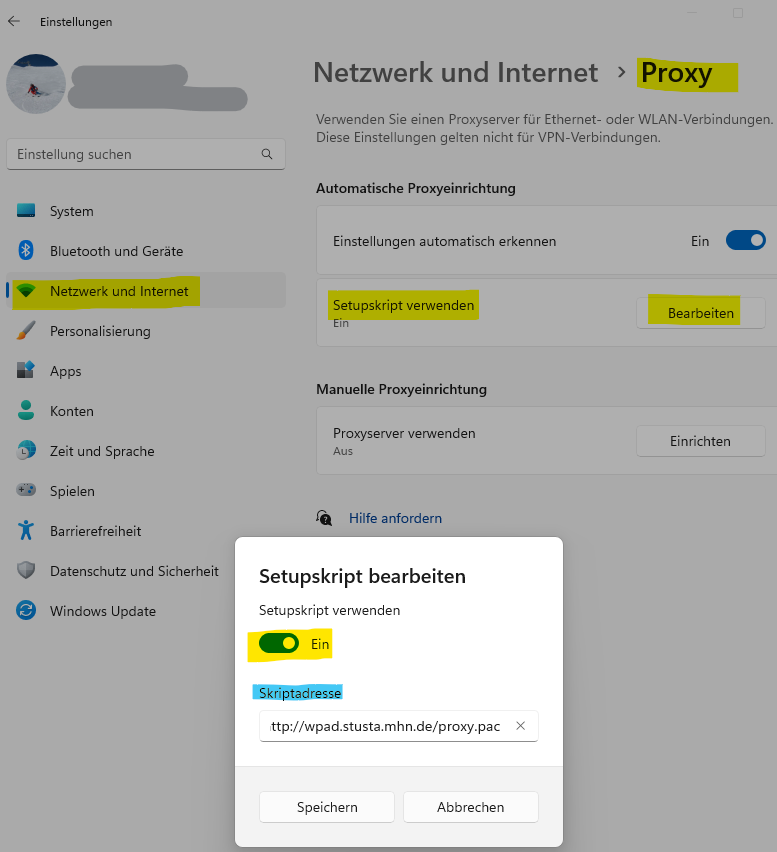 Einstellungen
Netzwerk und Internet > Proxy
Verwenden Sie einen Proxyserver für Ethernet- oder WLAN-Verbindungen.
Diese Einstellungen gelten nicht für VPN-Verbindungen.
Einstellung suchen
System
Bluetooth und Geräte
Netzwerk und Internet
Personalisierung
Apps
Konten
Zeit und Sprache
Spielen
Barrierefreiheit
Datenschutz und Sicherheit
Windows Update
Automatische Proxyeinrichtung
Einstellungen automatisch erkennen
Ein
Setupskript verwenden
Ein
Bearbeiten
Manuelle Proxyeinrichtung
Proxyserver verwenden
Aus
Einrichten
Hilfe anfordern
Setupskript bearbeiten
Setupskript verwenden
Ein
Skriptadresse
ttp://wpad.stusta.mhn.de/proxy.pac
Speichern
Abbrechen